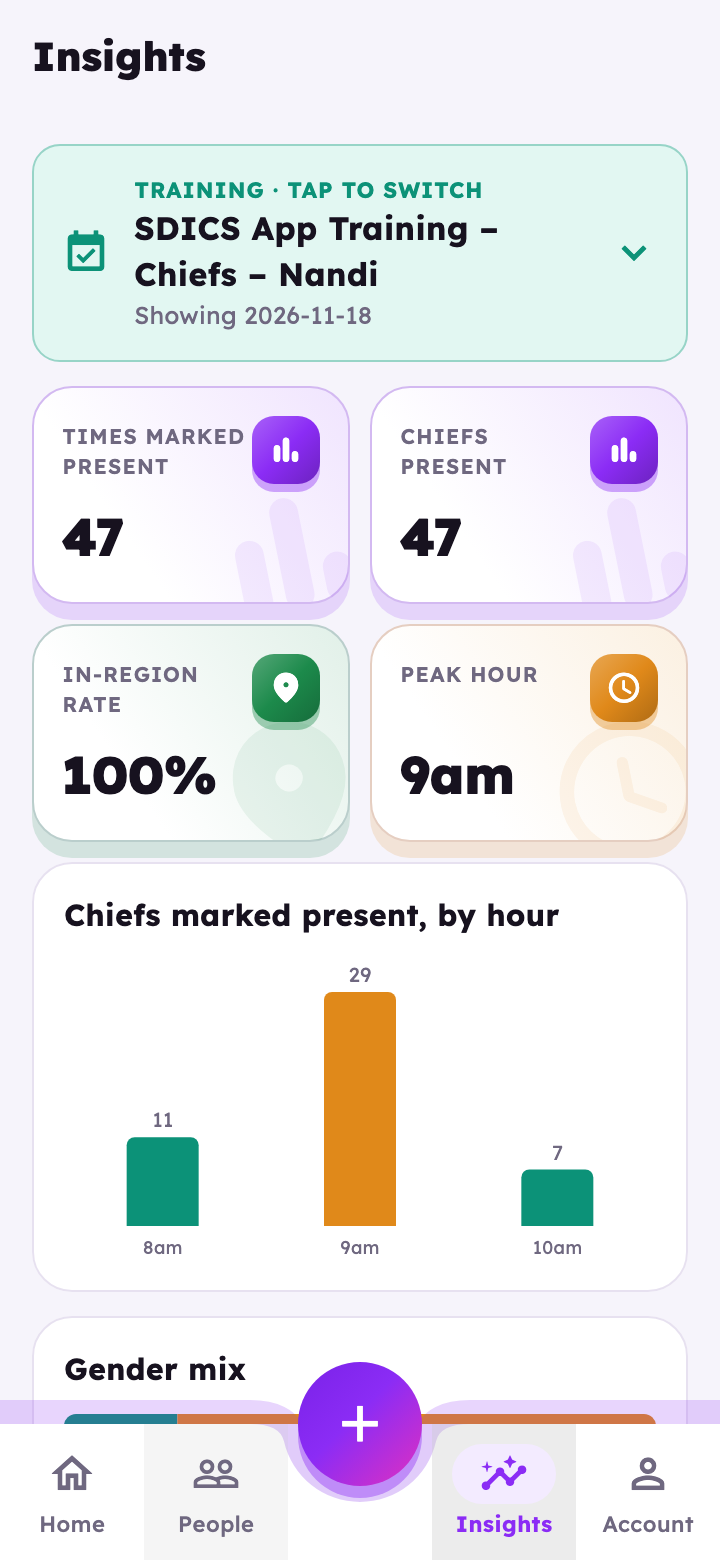 Insights
TRAINING · TAP TO SWITCH
SDICS App Training –
Chiefs – Nandi
Showing 2026-11-18
TIMES MARKED
PRESENT
47
CHIEFS
PRESENT
47
IN-REGION
RATE
100%
PEAK HOUR
9am
Chiefs marked present, by hour
29
11
7
8am
9am
10am
Gender mix
Home
People
Insights
Account